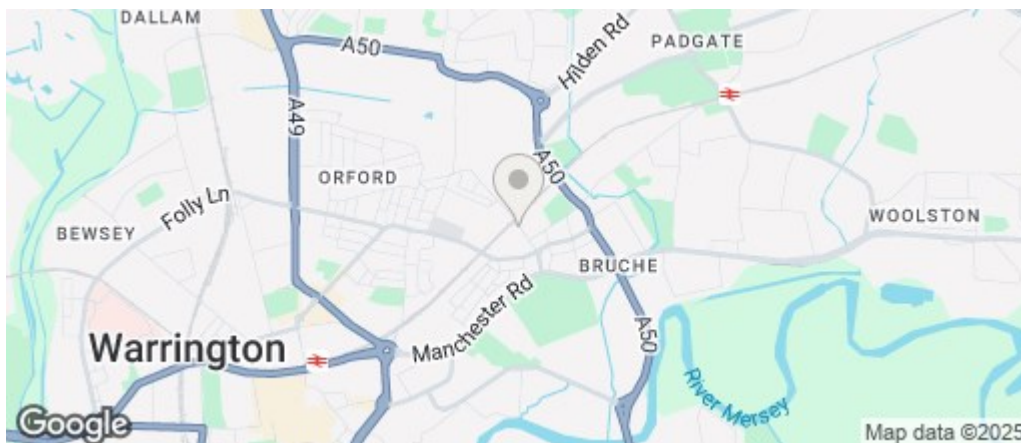 DALLAM
A50
Hilden Rd
PADGATE
A49
A50
ORFORD
Folly Ln
WOOLSTON
BEWSEY
BRUCHE
Manchester Rd
A50
Warrington
River Mersey
Google
Map data ©2025